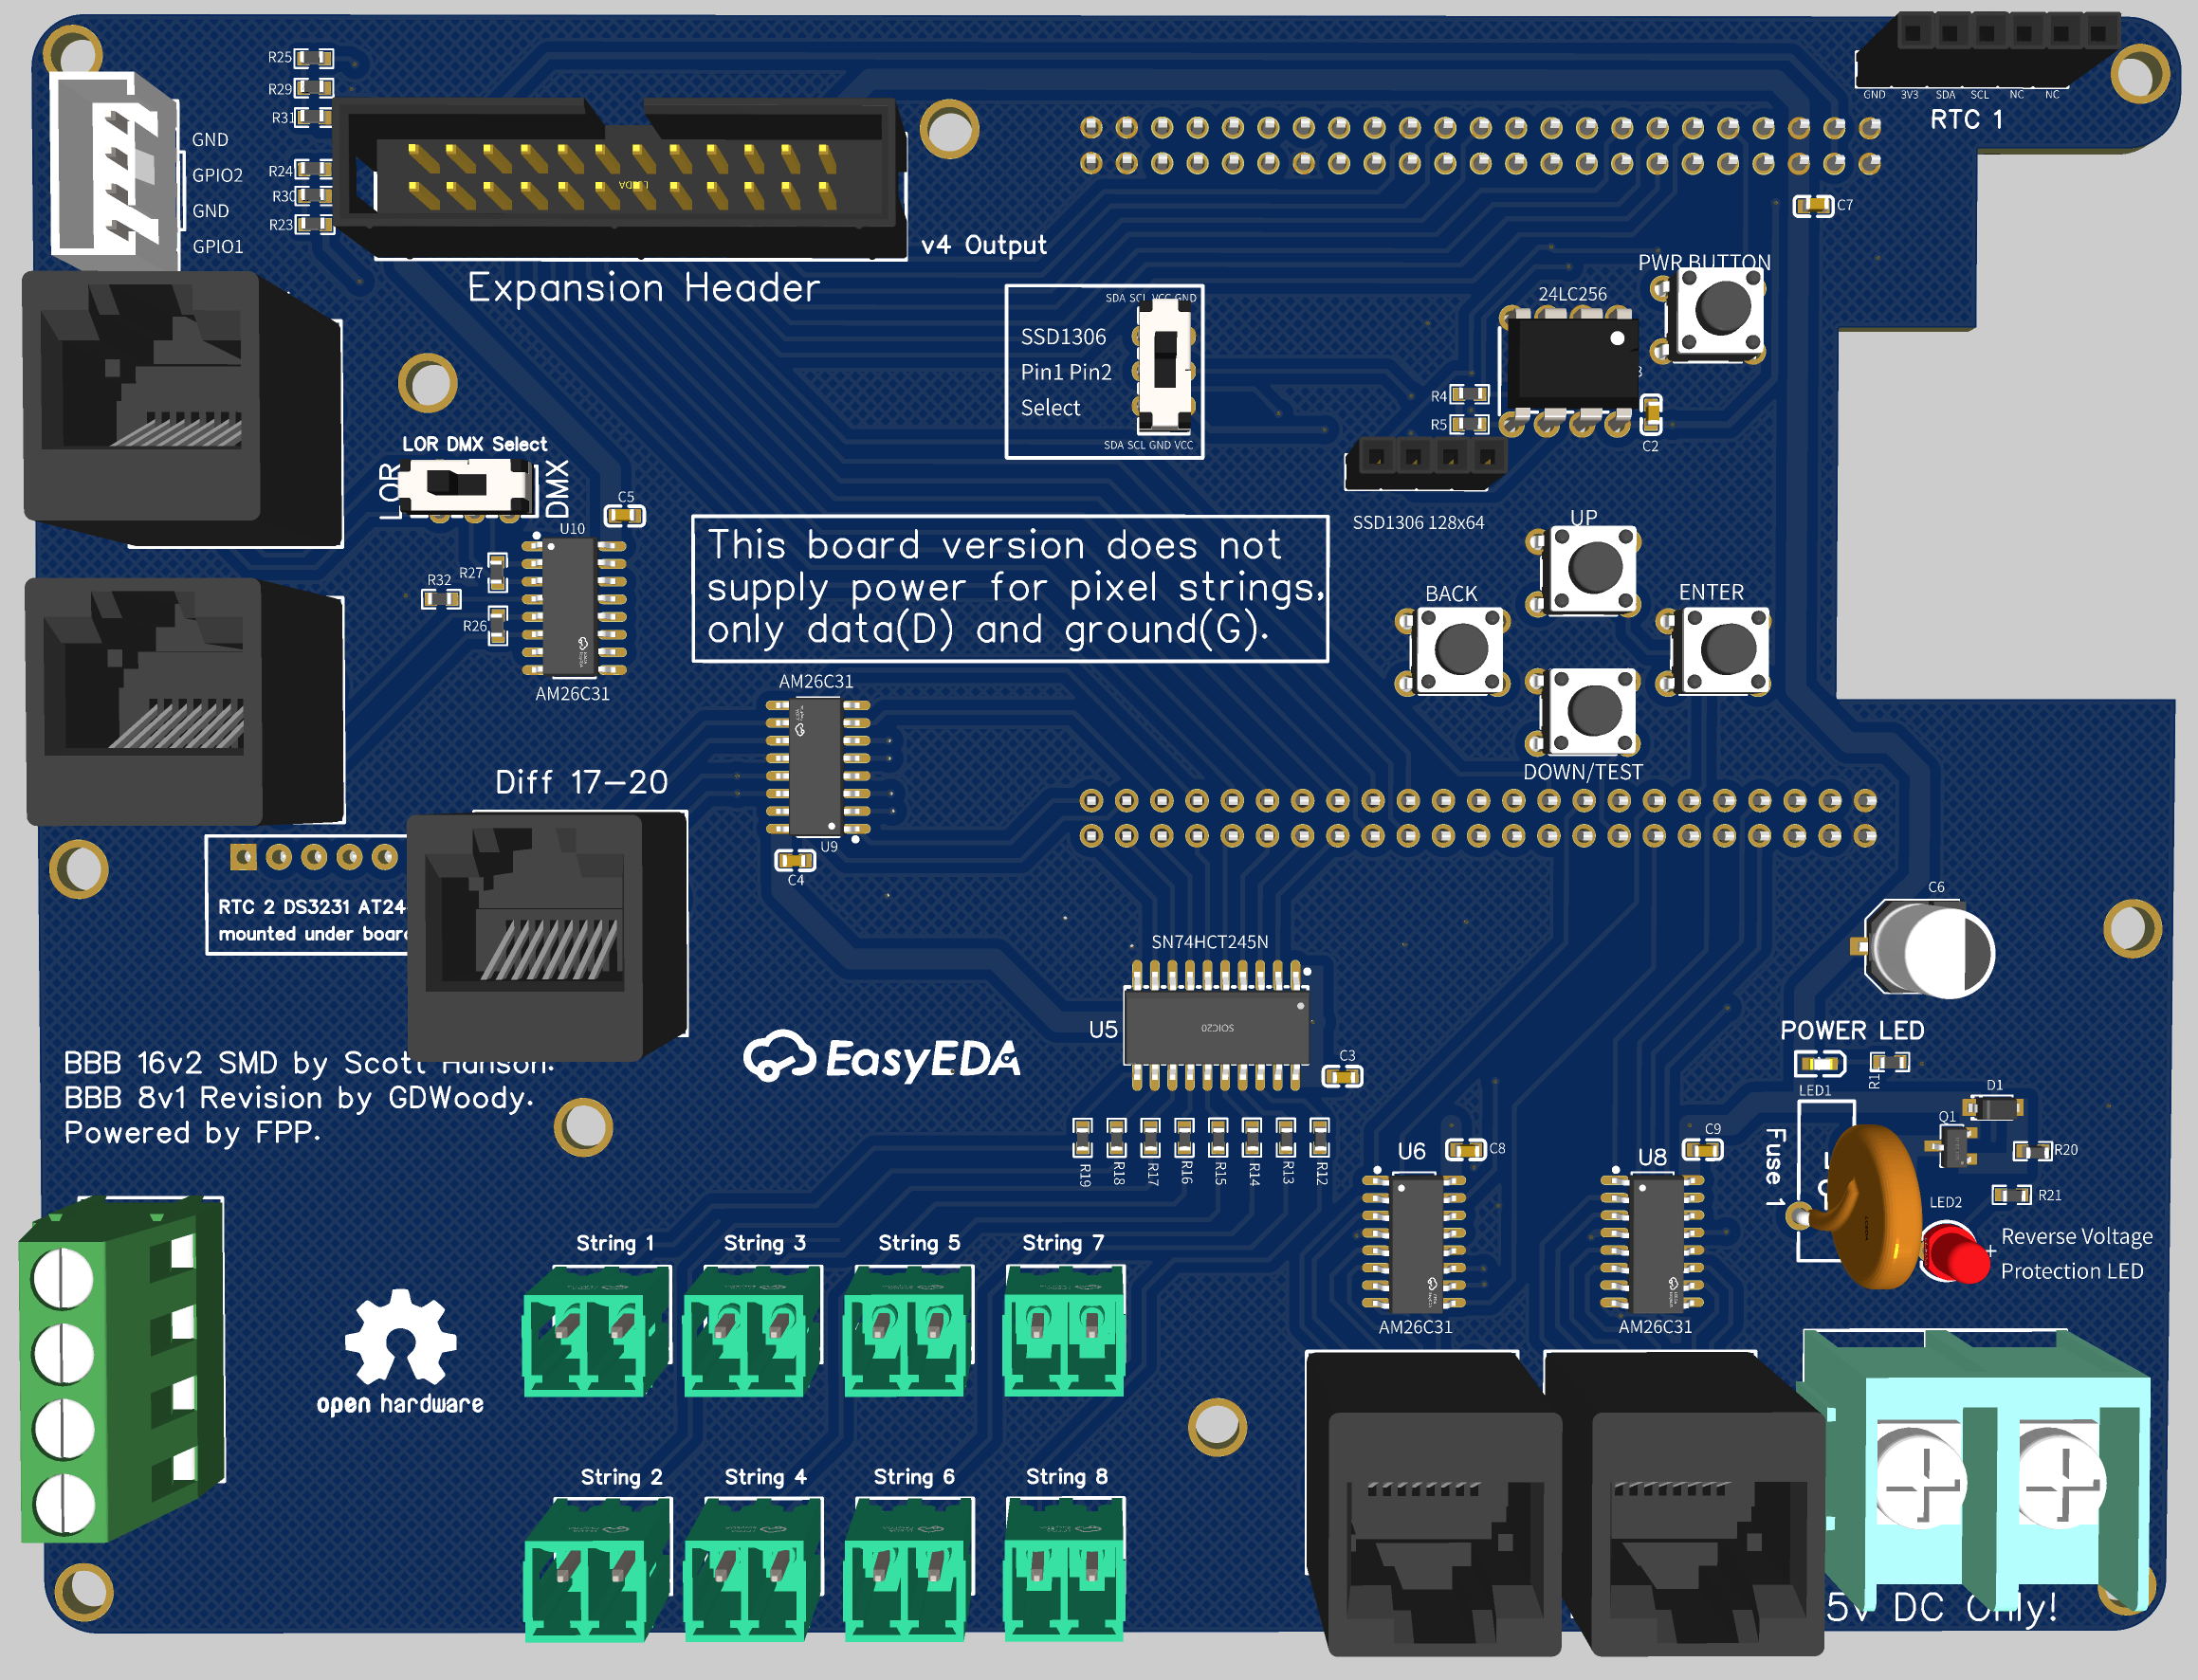 R25
R29
R31
GND
R24
GPIO2
R30
GND
R23
GPIO1
v4 Output
Expansion Header
GND 3V3 SDA SCL NC NC
RTC 1
C7
PWR BUTTON
24LC256
SDA SCL VCC GND
SSD1306
Pin1 Pin2
Select
SDA SCL GND VCC
R4
R5
C2
SSD1306 128x64
LOR DMX Select
LOR
DMX
C5
U10
R27
R32
R26
AM26C31
This board version does not
supply power for pixel strings,
only data(D) and ground(G).
UP
BACK
ENTER
DOWN/TEST
AM26C31
U9
C4
Diff 17-20
RTC 2 DS3231 AT24
mounted under board
C6
SN74HCT245N
U5
SOIC20
C3
EasyEDA
BBB 16v2 SMD by Scott Hanson.
BBB 8v1 Revision by GDWoody.
Powered by FPP.
POWER LED
LED1
R1
D1
Q1
R20
R21
Fuse 1
LED2
+ Reverse Voltage
Protection LED
R19 R18 R17 R16 R15 R14 R13 R12
U6
C8
U8
C9
AM26C31
AM26C31
String 1 String 3 String 5 String 7
open hardware
String 2 String 4 String 6 String 8
5V DC Only!